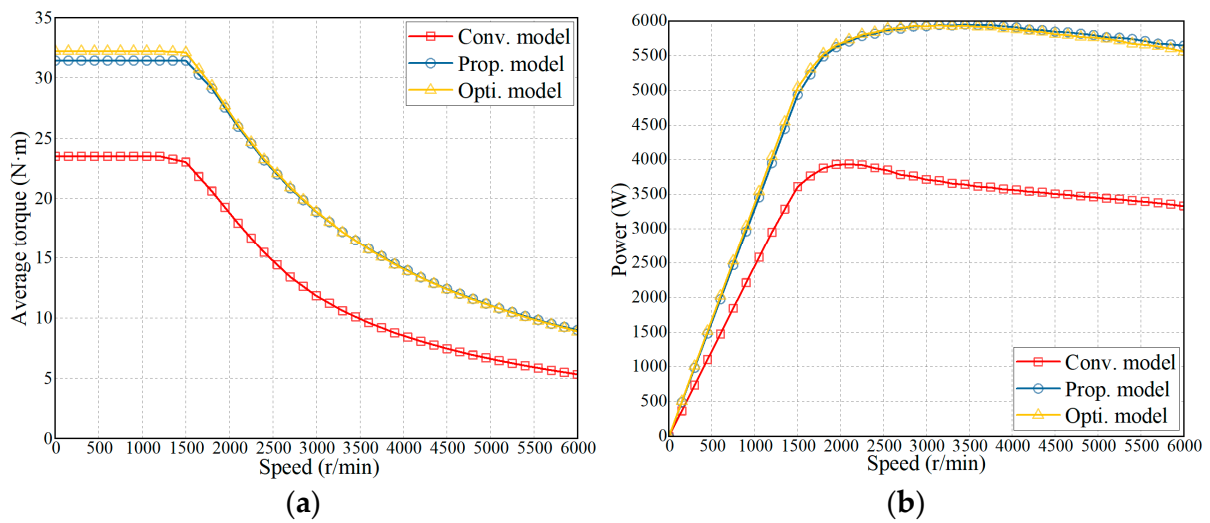 35
30
25
20
15
10
5
0
Average torque (N·m)
Conv. model
Prop. model
Opti. model
0 500 1000 1500 2000 2500 3000 3500 4000 4500 5000 5500 6000
Speed (r/min)
(a)
6000
5500
5000
4500
4000
3500
3000
2500
2000
1500
1000
500
0
Power (W)
Conv. model
Prop. model
Opti. model
0 500 1000 1500 2000 2500 3000 3500 4000 4500 5000 5500 6000
Speed (r/min)
(b)